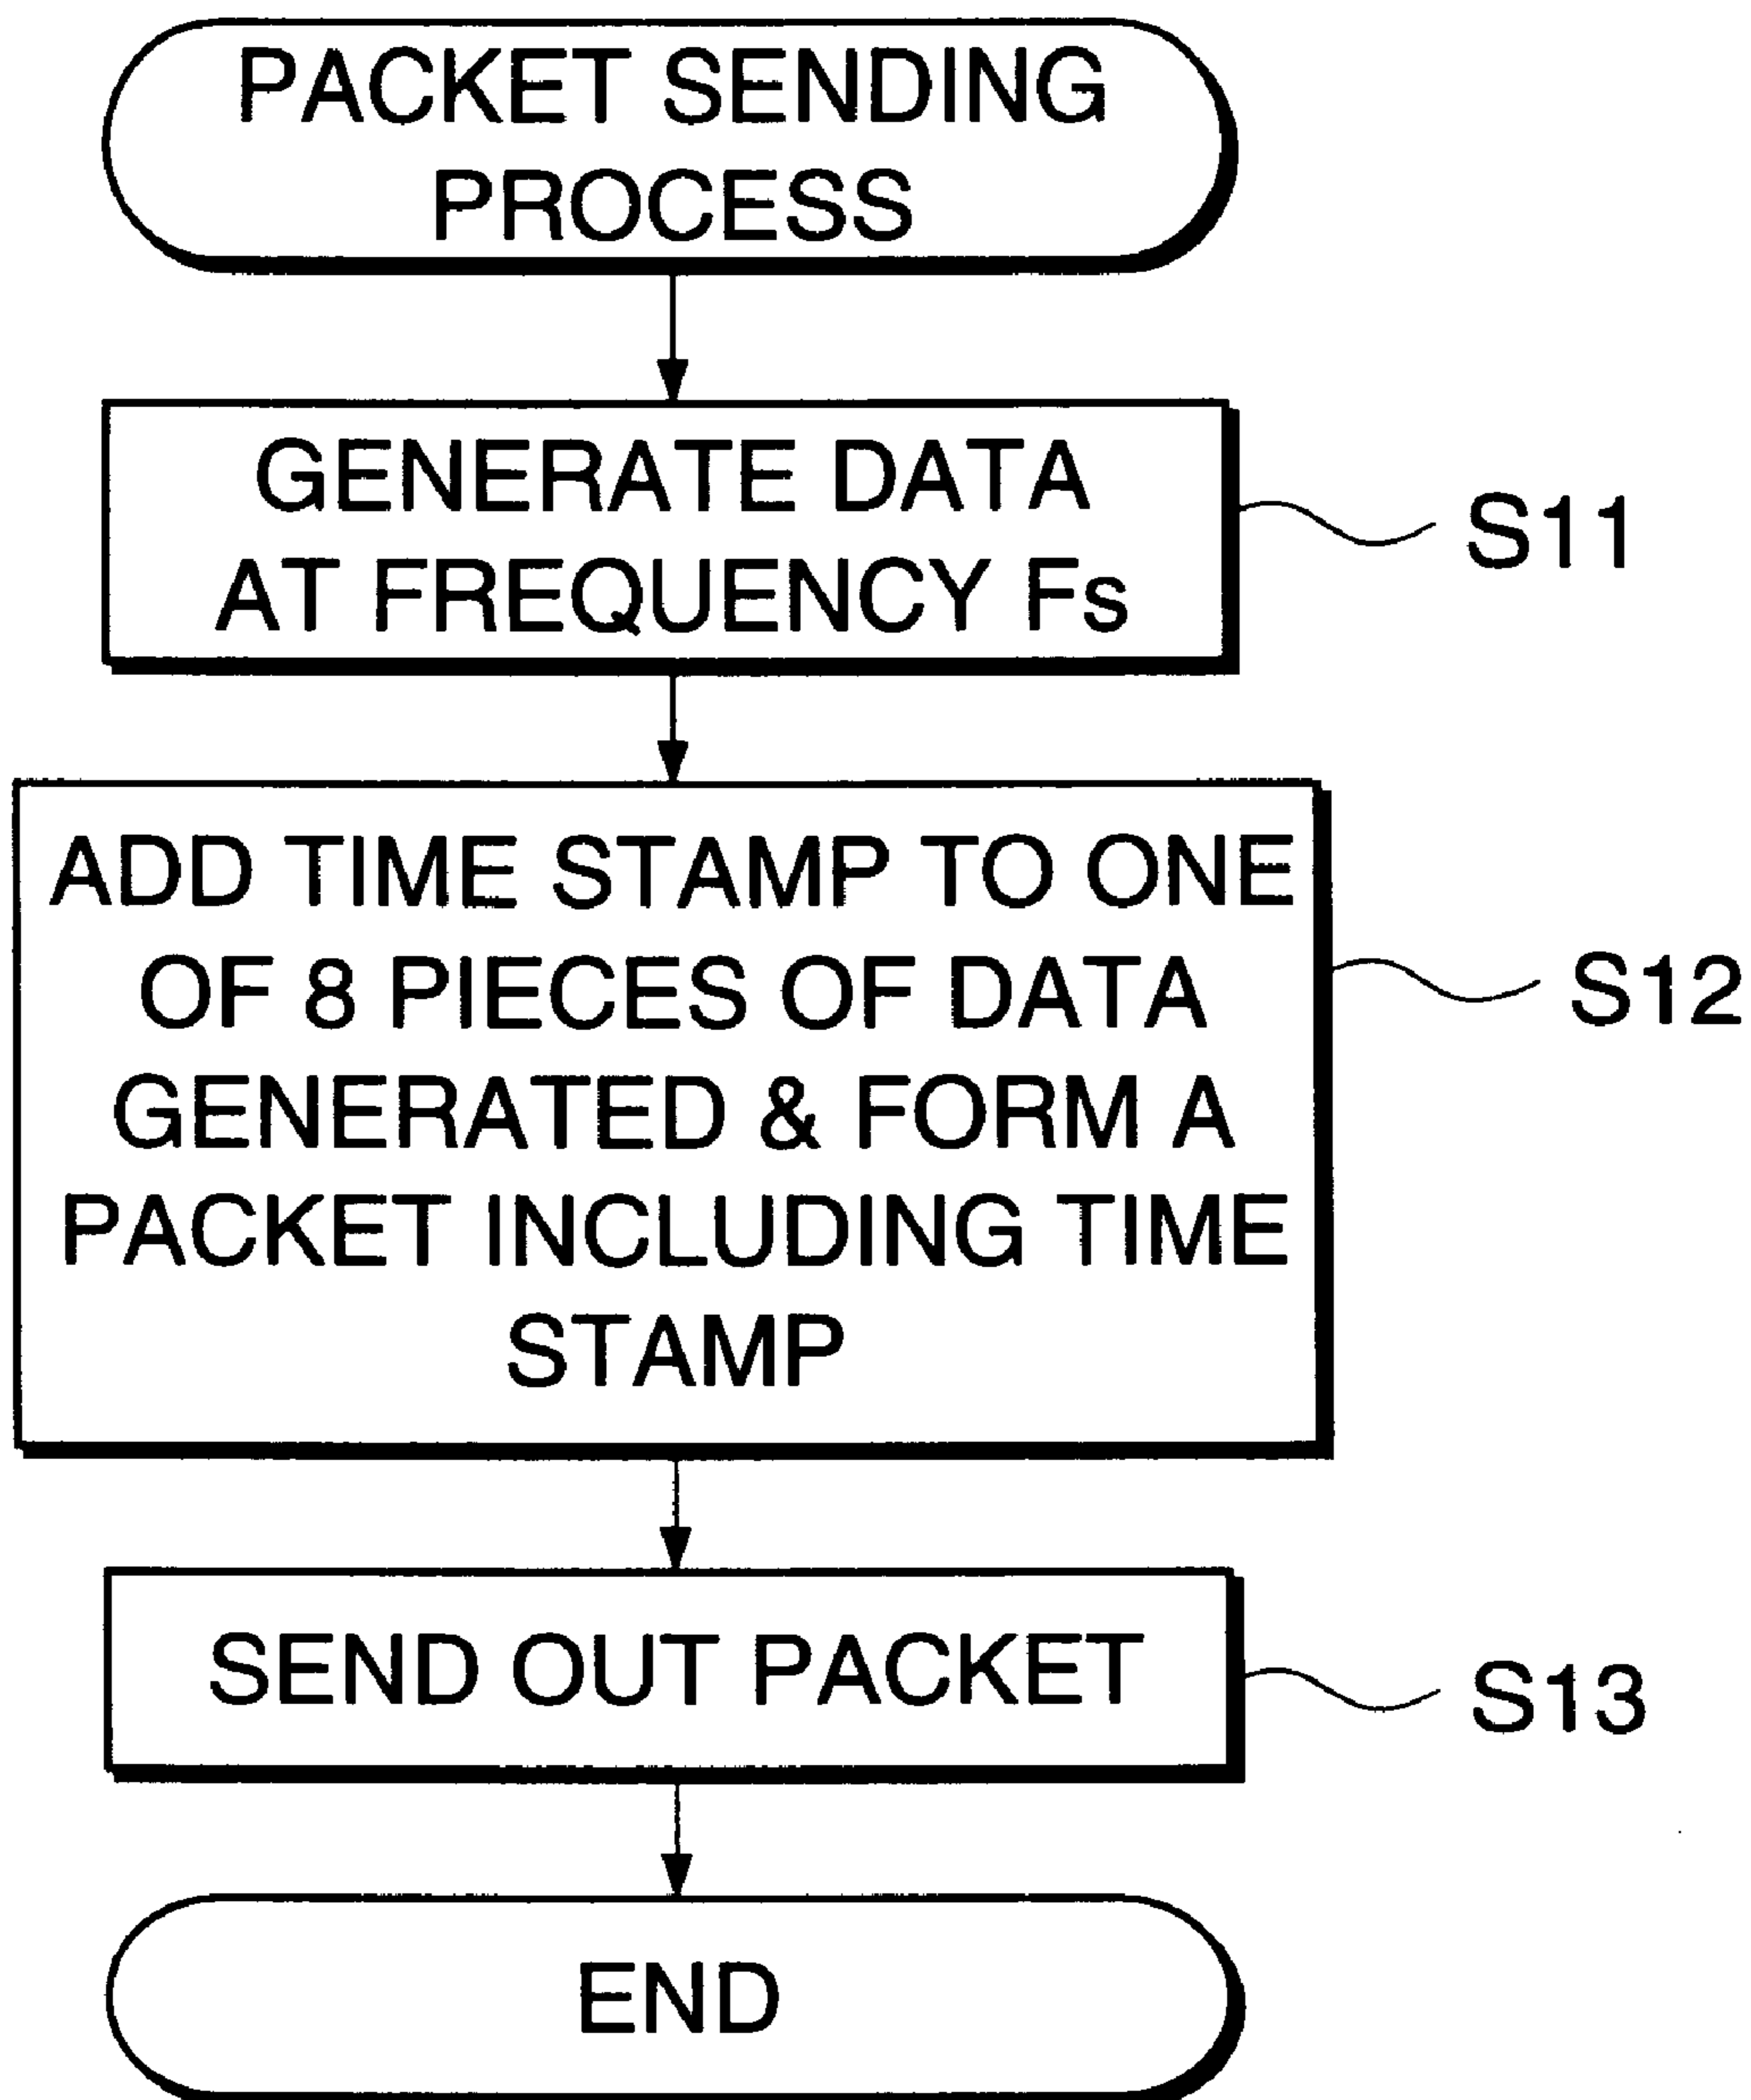 PACKET SENDING
PROCESS
GENERATE DATA
AT FREQUENCY Fs
S11
ADD TIME STAMP TO ONE
OF 8 PIECES OF DATA
GENERATED & FORM A
PACKET INCLUDING TIME
STAMP
S12
SEND OUT PACKET
S13
END